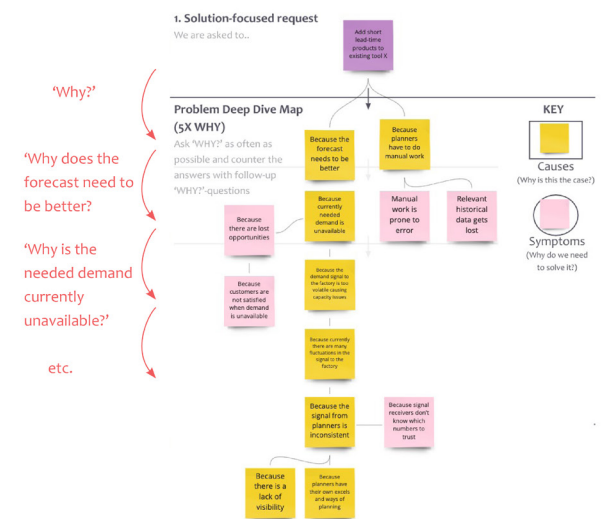 1. Solution-focused request
We are asked to..
Add short
lead-time
products to
existing tool X
'Why?'
'Why does the
forecast need to
be better?
'Why is the
needed demand
currently
unavailable?'
etc.
Problem Deep Dive Map
(5X WHY)
Ask 'WHY?' as often as
possible and counter the
answers with follow-up
'WHY?'-questions
Because the
forecast
needs to be
better
Because
planners
have to do
manual work
Because
currently
needed
demand is
unavailable
Manual
work is
prone to
error
Relevant
historical
data gets
lost
Because
there are lost
opportunities
Because
customers are
not satisfied
when demand
is unavailable
Because the
demand signal to
the factory is too
volatile causing
capacity issues
Because currently
there are many
fluctuations in the
signal to the
factory
Because the
signal from
planners is
inconsistent
Because signal
receivers don't
know which
numbers to
trust
Because
there is a
lack of
visibility
Because
planners have
their own excels
and ways of
planning
KEY
Causes
(Why is this the case?)
Symptoms
(Why do we need
to solve it?)